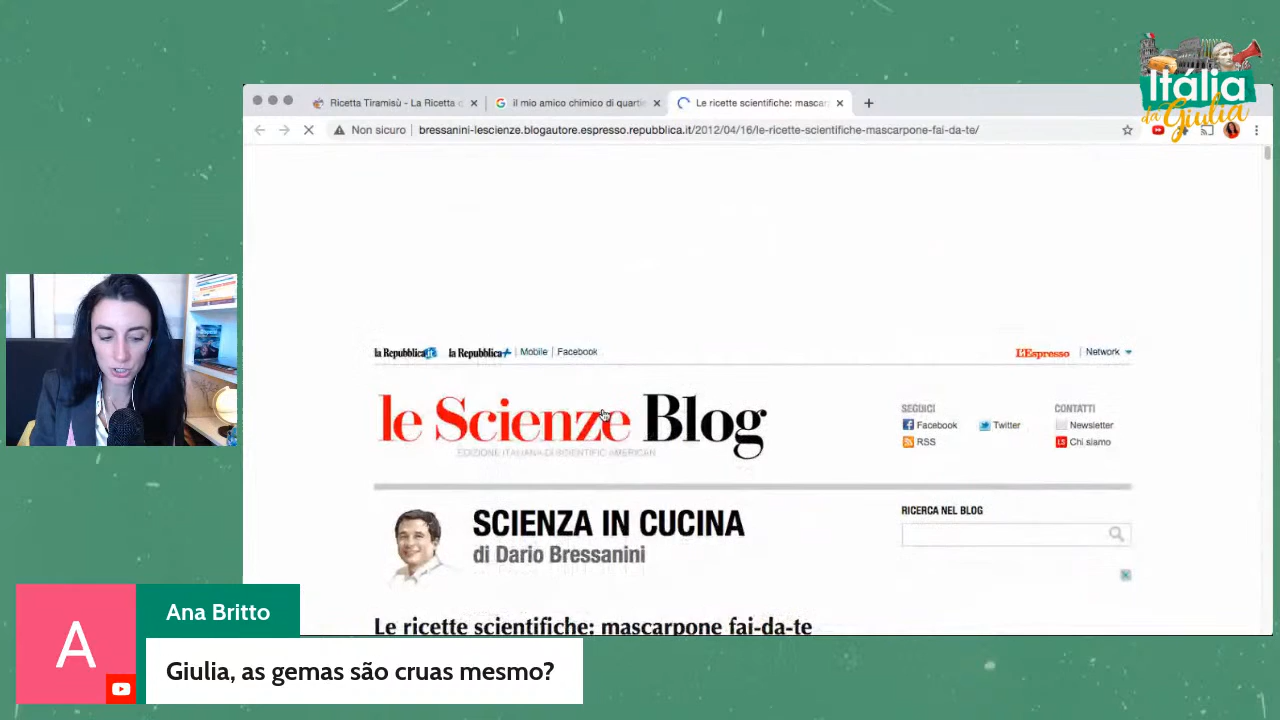 Itália
da Giulia
Ricetta Tiramisù - La Ricetta
il mio amico chimico di quartie
Le ricette scientifiche: mascar
Non sicuro
bressanini-lescienze.blogautore.espresso.repubblica.it/2012/04/16/le-ricette-scientifiche-mascarpone-fai-da-te/
la Repubblica.it
la Repubblica+
Mobile
Facebook
L'Espresso
Network
le Scienze Blog
EDIZIONE ITALIANA DI SCIENTIFIC AMERICAN
SEGUICI
CONTATTI
Facebook
Twitter
Newsletter
RSS
LS
Chi siamo
SCIENZA IN CUCINA
di Dario Bressanini
RICERCA NEL BLOG
Le ricette scientifiche: mascarpone fai-da-te
A
Ana Britto
Giulia, as gemas são cruas mesmo?